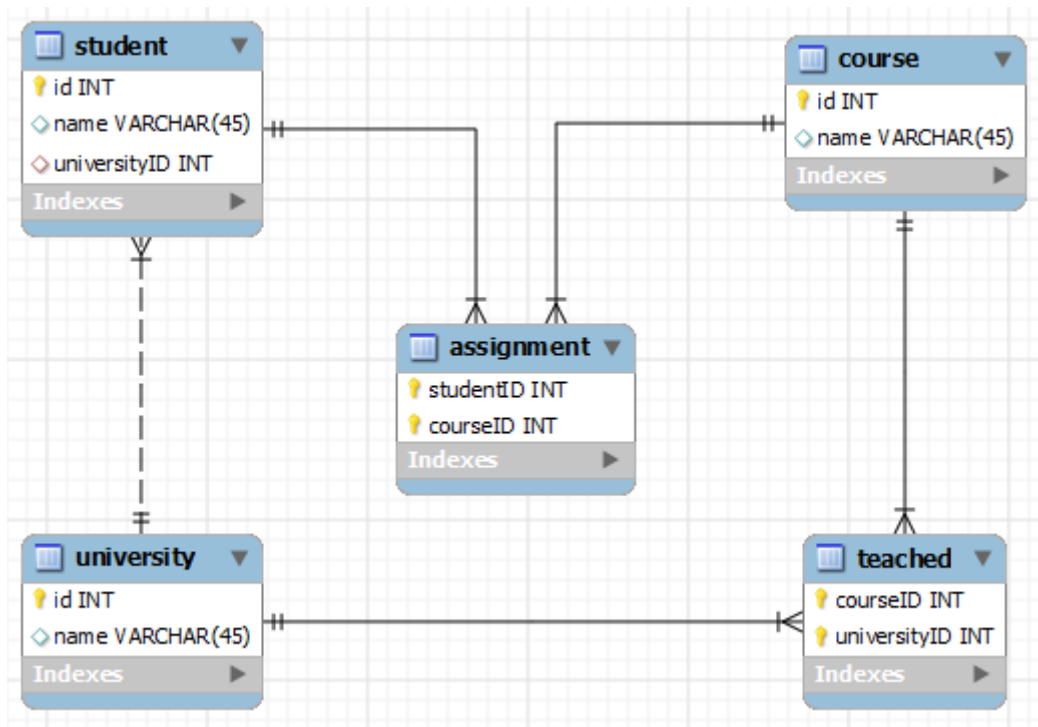 student
id INT
name VARCHAR(45)
universityID INT
Indexes
course
id INT
name VARCHAR(45)
Indexes
assignment
studentID INT
courseID INT
Indexes
university
id INT
name VARCHAR(45)
Indexes
teached
courseID INT
universityID INT
Indexes